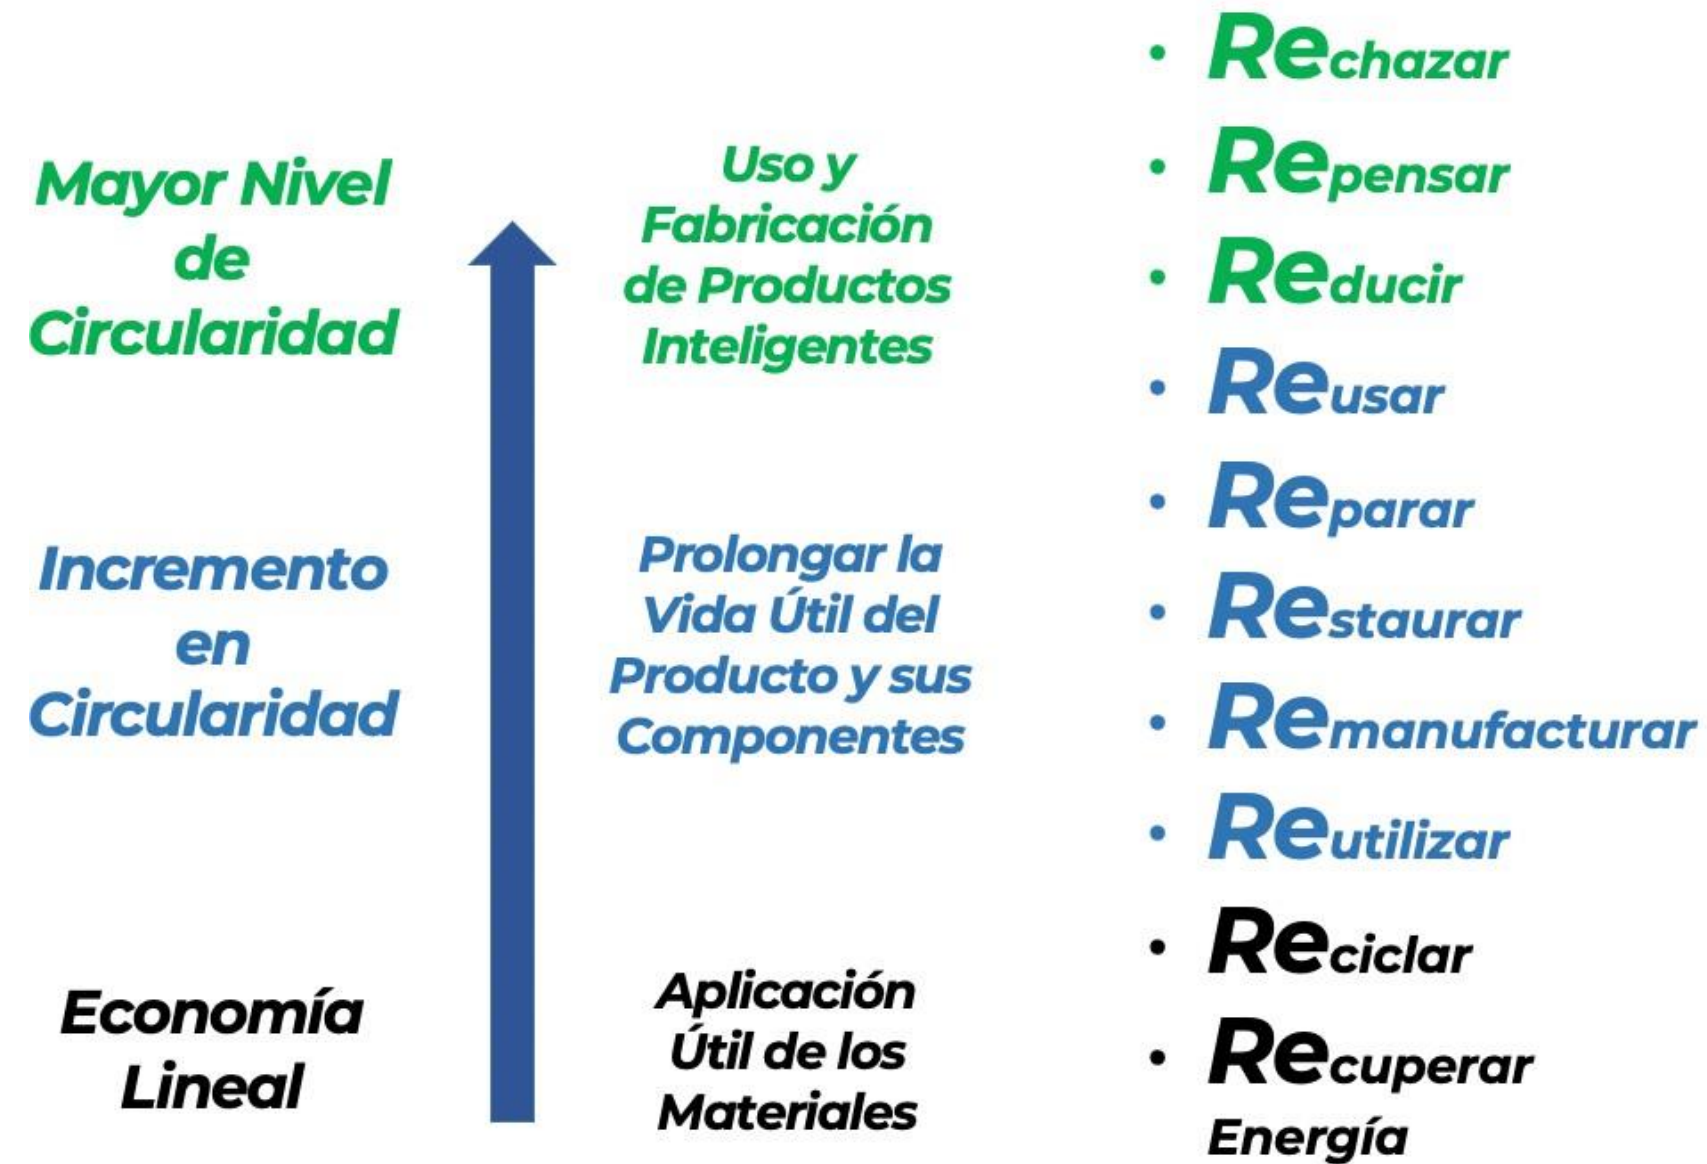 Mayor Nivel
de
Circularidad
Incremento
en
Circularidad
Economía
Lineal
Uso y
Fabricación
de Productos
Inteligentes
Prolongar la
Vida Útil del
Producto y sus
Componentes
Aplicación
Útil de los
Materiales
• Rechazar
• Repensar
• Reducir
• Reusar
• Reparar
• Restaurar
• Remanufacturar
• Reutilizar
• Reciclar
• Recuperar
Energía